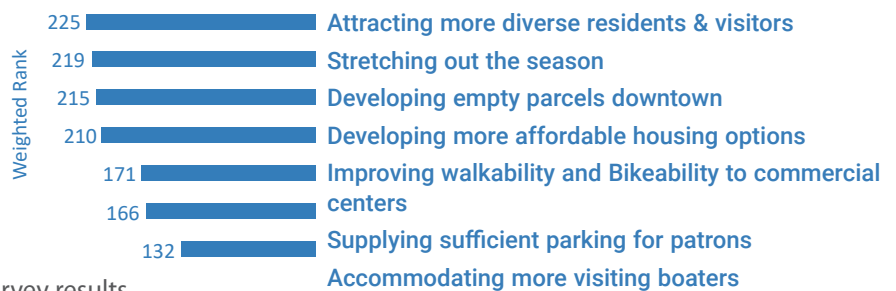 Weighted Rank
225 Attracting more diverse residents & visitors
219 Stretching out the season
215 Developing empty parcels downtown
210 Developing more affordable housing options
171 Improving walkability and Bikeability to commercial
166 centers
132 Supplying sufficient parking for patrons
Accommodating more visiting boaters
results